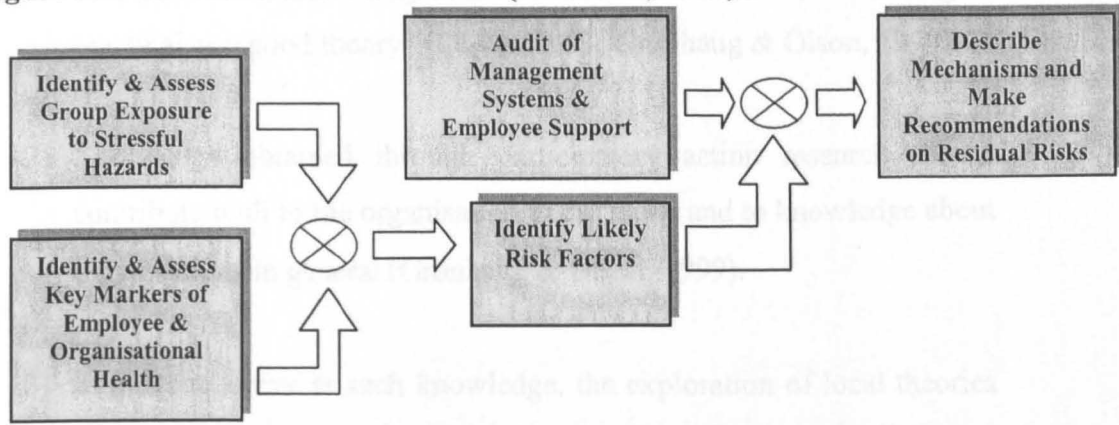 Identify & Assess
Group Exposure
to Stressful
Hazards
Identify & Assess
Key Markers of
Employee &
Organisational
Health
Audit of
Management
Systems &
Employee Support
Identify Likely
Risk Factors
Describe
Mechanisms and
Make
Recommendations
on Residual Risks